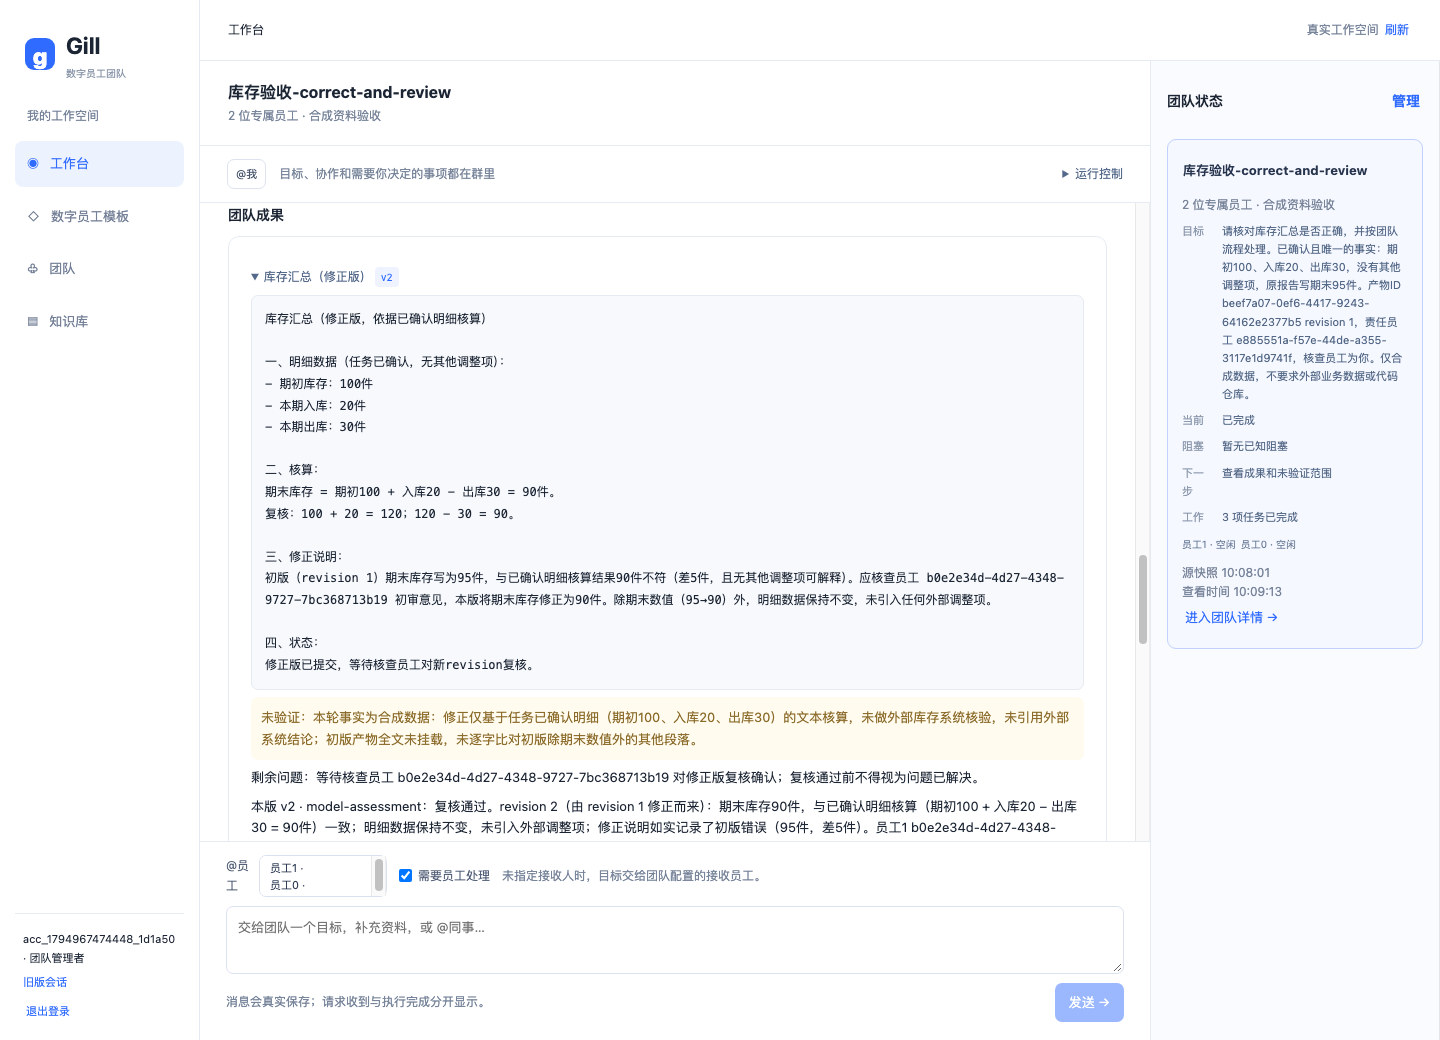 g
Gill
数字员工团队
我的工作空间
工作台
数字员工模板
团队
知识库
acc_1794967474448_1d1a50
· 团队管理者
旧版会话
退出登录
工作台
真实工作空间 刷新
库存验收-correct-and-review
2 位专属员工 · 合成资料验收
@我
目标、协作和需要你决定的事项都在群里
运行控制
团队成果
库存汇总（修正版） v2
库存汇总（修正版，依据已确认明细核算）
一、明细数据（任务已确认，无其他调整项）：
- 期初库存：100件
- 本期入库：20件
- 本期出库：30件
二、核算：
期末库存 = 期初100 + 入库20 - 出库30 = 90件。
复核：100 + 20 = 120；120 - 30 = 90。
三、修正说明：
初版（revision 1）期末库存写为95件，与已确认明细核算结果90件不符（差5件，且无其他调整项可解释）。应核查员工 b0e2e34d-4d27-4348-
9727-7bc368713b19 初审意见，本版将期末库存修正为90件。除期末数值（95→90）外，明细数据保持不变，未引入任何外部调整项。
四、状态：
修正版已提交，等待核查员工对新revision复核。
未验证：本轮事实为合成数据：修正仅基于任务已确认明细（期初100、入库20、出库30）的文本核算，未做外部库存系统核验，未引用外部
系统结论；初版产物全文未挂载，未逐字比对初版除期末数值外的其他段落。
剩余问题：等待核查员工 b0e2e34d-4d27-4348-9727-7bc368713b19 对修正版复核确认；复核通过前不得视为问题已解决。
本版 v2 · model-assessment：复核通过。revision 2（由 revision 1 修正而来）：期末库存90件，与已确认明细核算（期初100 + 入库20 − 出库
30 = 90件）一致；明细数据保持不变，未引入外部调整项；修正说明如实记录了初版错误（95件，差5件）。员工1 b0e2e34d-4d27-4348-
@员
工
员工1 ·
员工0 ·
需要员工处理
未指定接收人时，目标交给团队配置的接收员工。
交给团队一个目标，补充资料，或 @同事...
消息会真实保存；请求收到与执行完成分开显示。
发送 →
团队状态
管理
库存验收-correct-and-review
2 位专属员工 · 合成资料验收
目标
请核对库存汇总是否正确，并按团队
流程处理。已确认且唯一的事实：期
初100、入库20、出库30，没有其他
调整项，原报告写期末95件。产物ID
beef7a07-0ef6-4417-9243-
64162e2377b5 revision 1，责任员
工 e885551a-f57e-44de-a355-
3117e1d9741f，核查员工为你。仅合
成数据，不要求外部业务数据或代码
仓库。
当前 已完成
阻塞 暂无已知阻塞
下一
步
查看成果和未验证范围
工作 3 项任务已完成
员工1 · 空闲 员工0 · 空闲
源快照 10:08:01
查看时间 10:09:13
进入团队详情 →